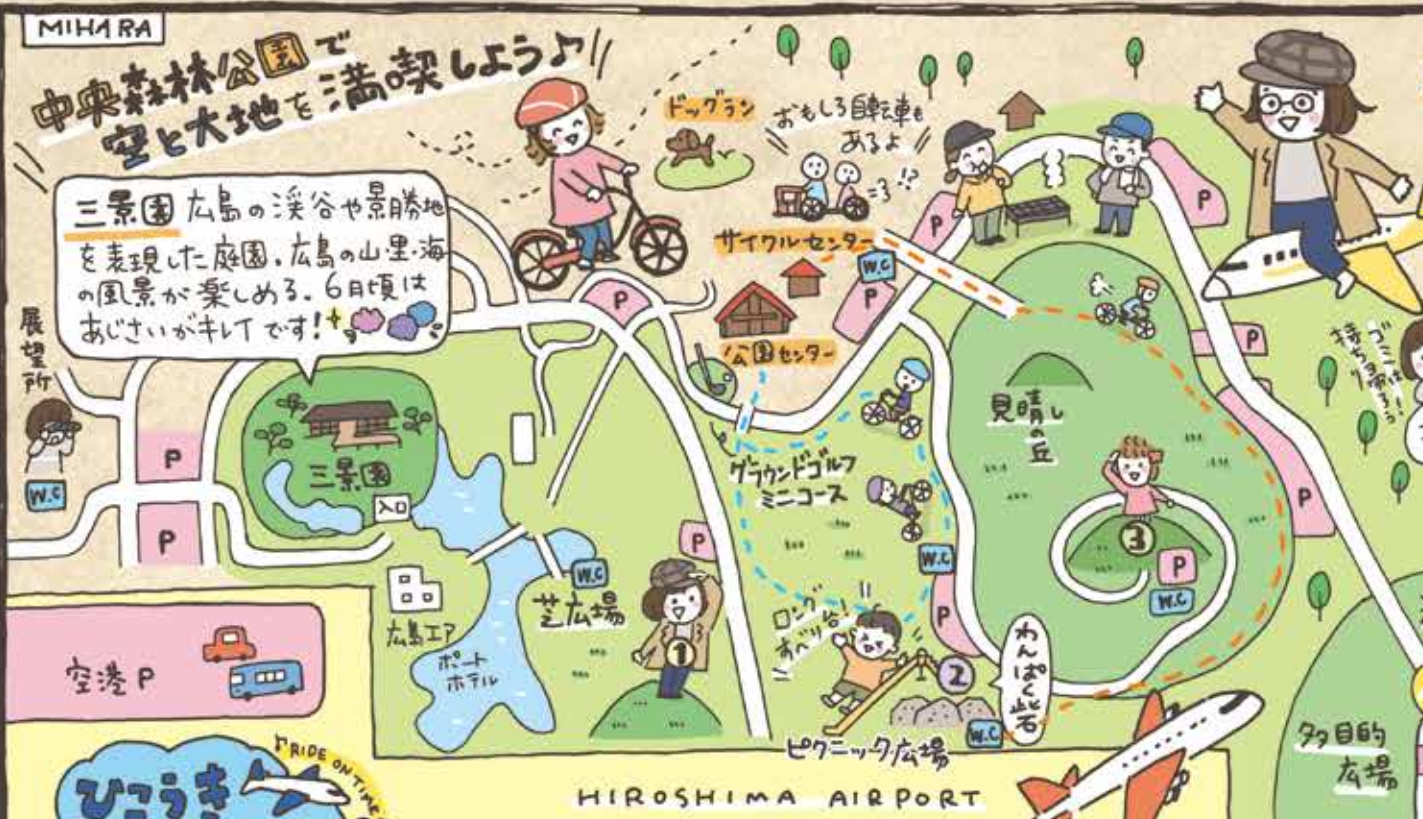 MIHARA
中央森林公園で
空と大地を満喫しよう♪
三景園 広島の渓谷や景勝地
を表現した庭園。広島の山・里・海
の風景が楽しめる。6月頃は
あじさいがキレイです!
展望所
W.C
P
P
三景園
入口
P
ドッグラン
おもしろ自転車も
あるよ
!?
サイクルセンター
W.C
P
P
P
公園センター
グラウンドゴルフ
ミニコース
見晴しの丘
P
P
ゴミは
持ち帰ろう!
広島エア
ポート
ホテル
W.C
芝広場
P
1
W.C
P
ロング
すべり台!
2
わんぱく岩
W.C
ピクニック広場
3
P
W.C
多目的
広場
空港P
ひこうき
RIDE ON TIME
HIROSHIMA AIRPORT